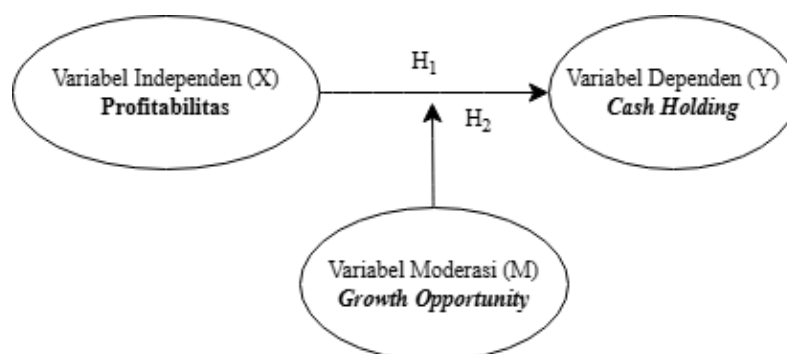 Variabel Independen (X)
Profitabilitas
H1
H2
Variabel Dependen (Y)
Cash Holding
Variabel Moderasi (M)
Growth Opportunity